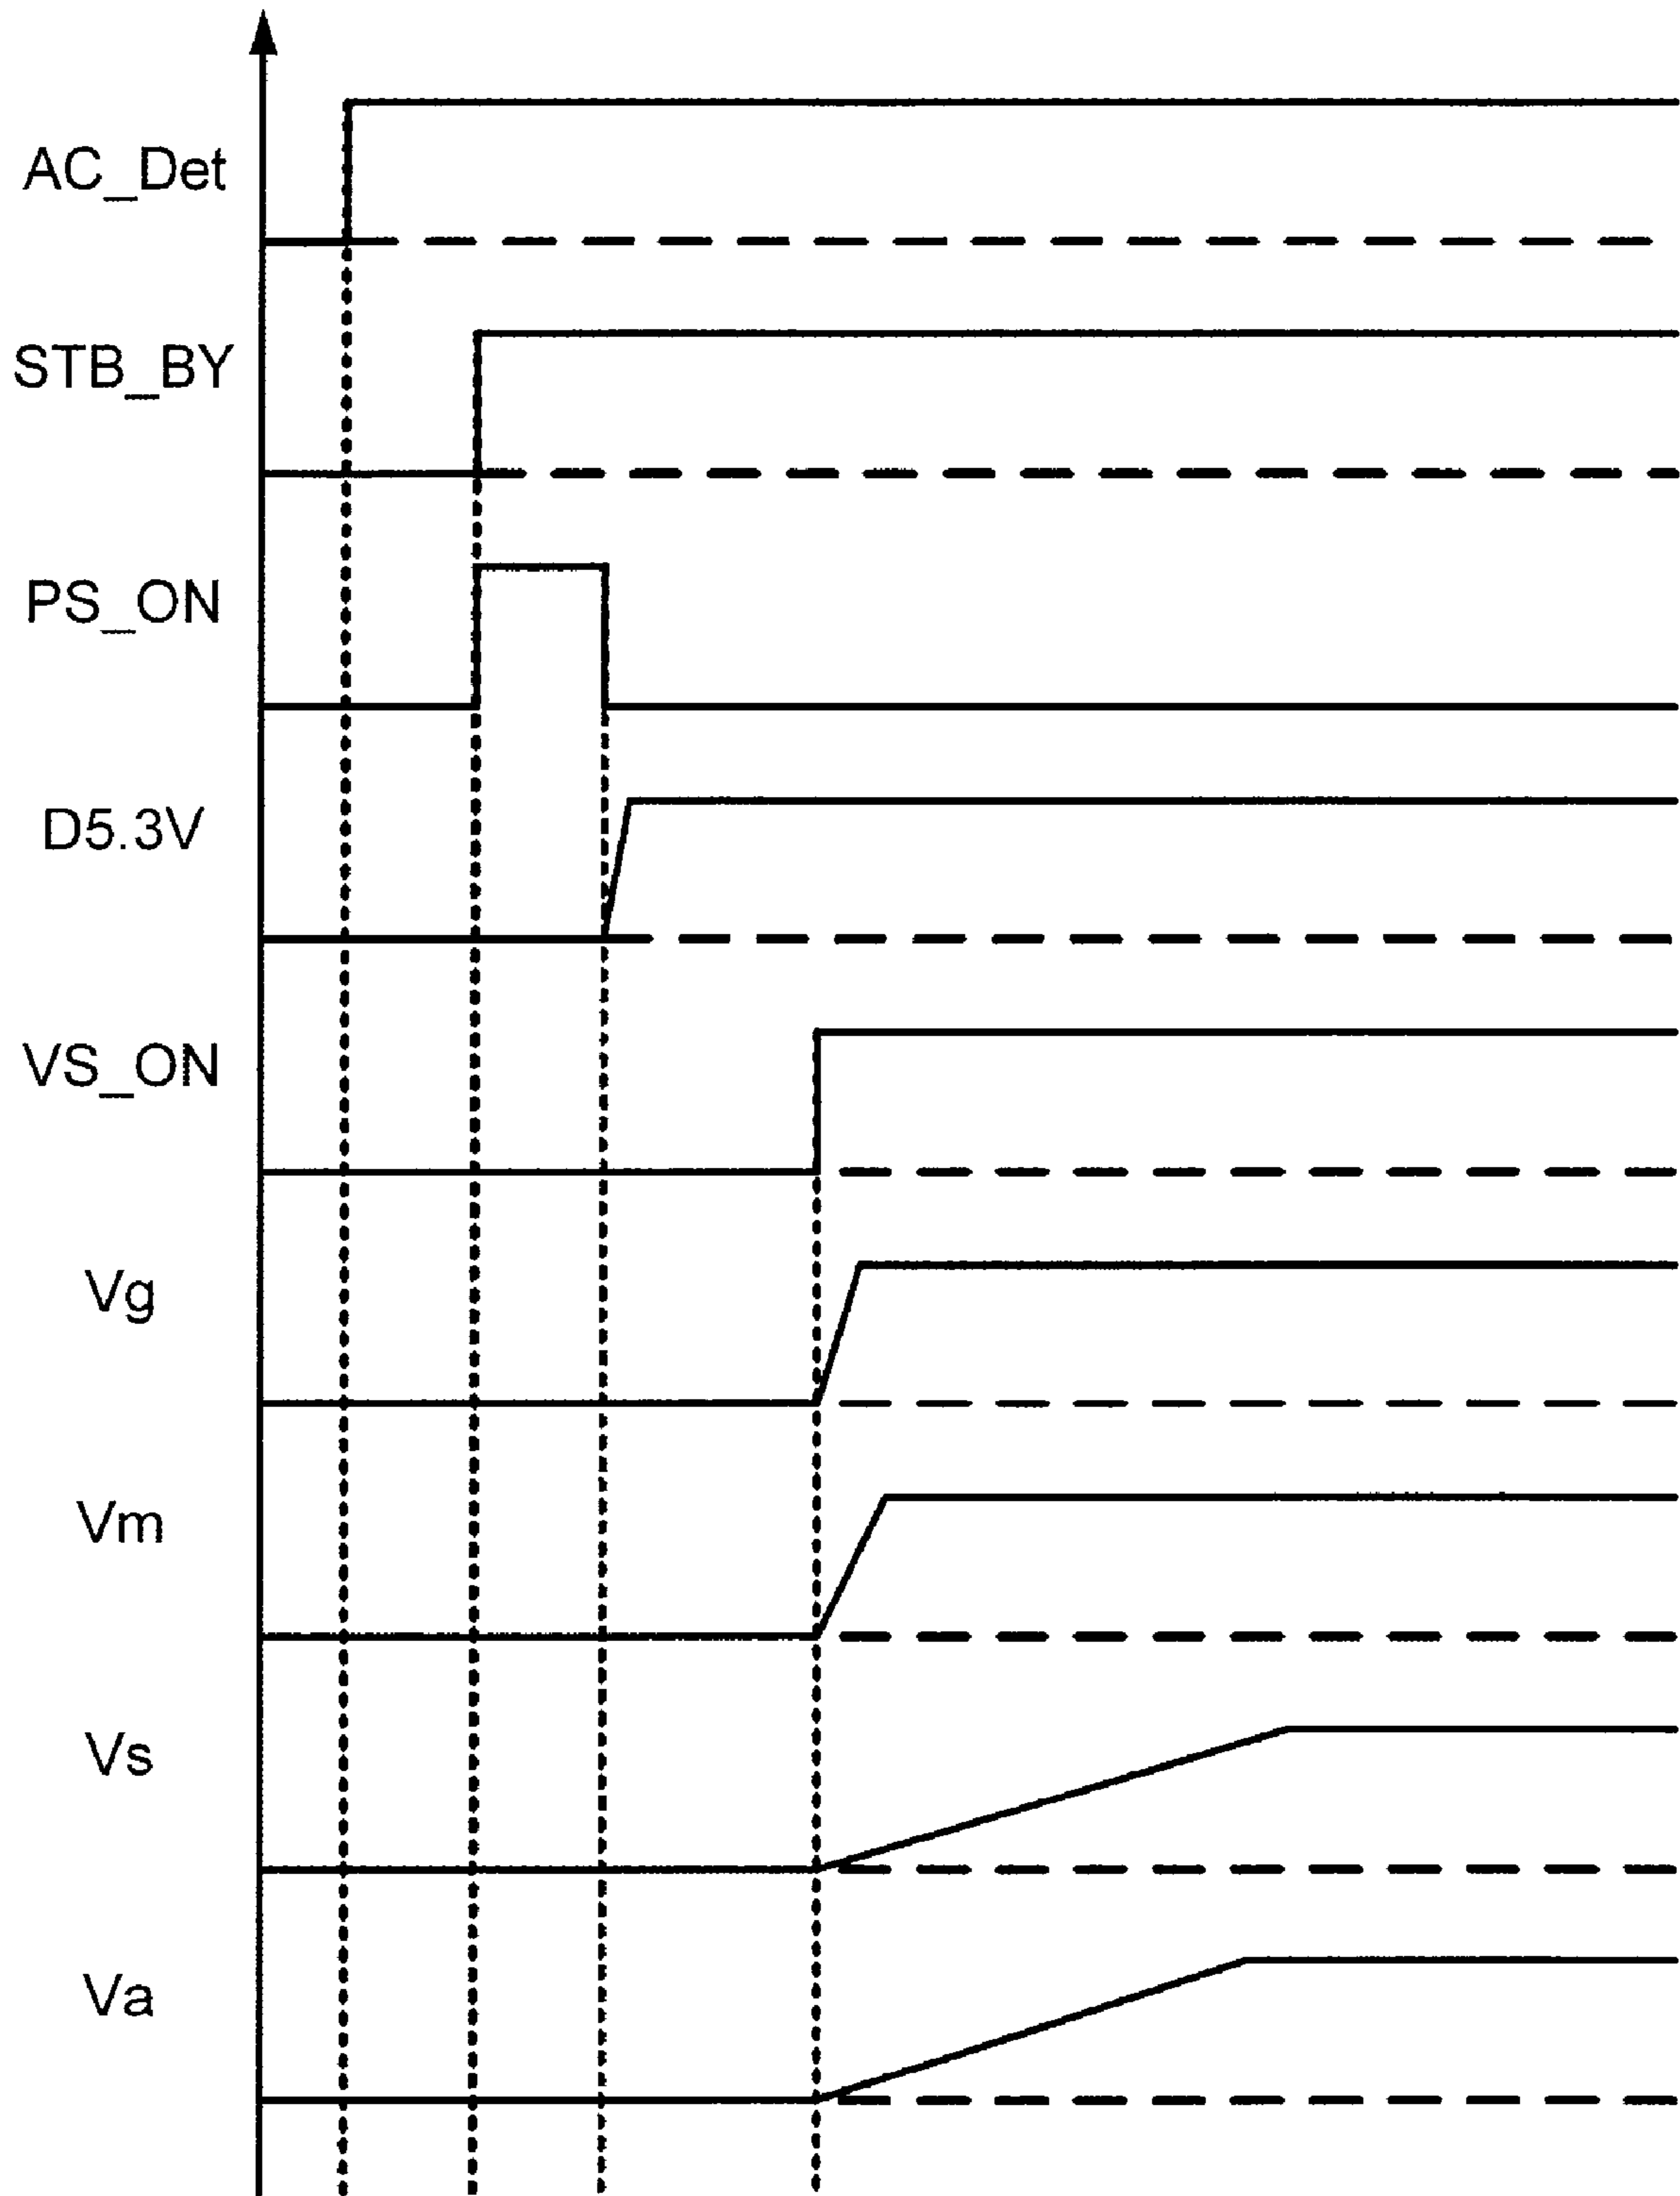 AC_Det
STB_BY
PS_ON
D5.3V
VS_ON
Vg
Vm
Vs
Va